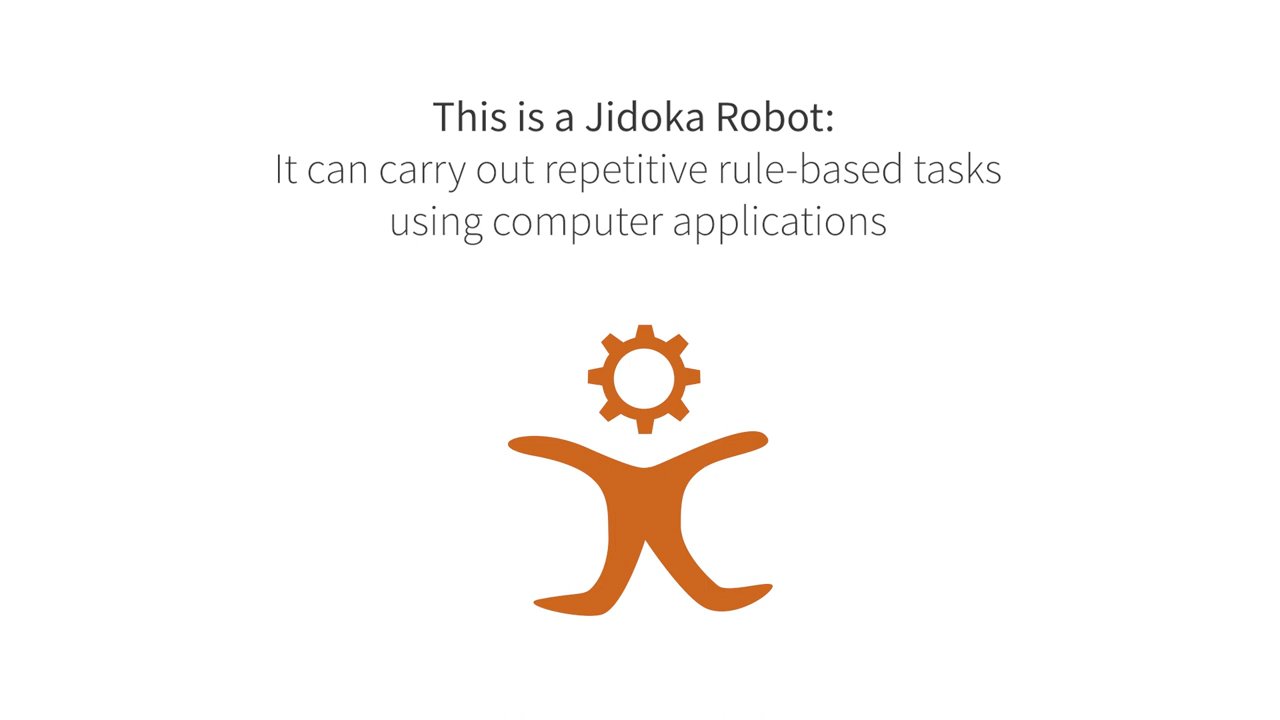 This is a Jidoka Robot:
It can carry out repetitive rule-based tasks
using computer applications